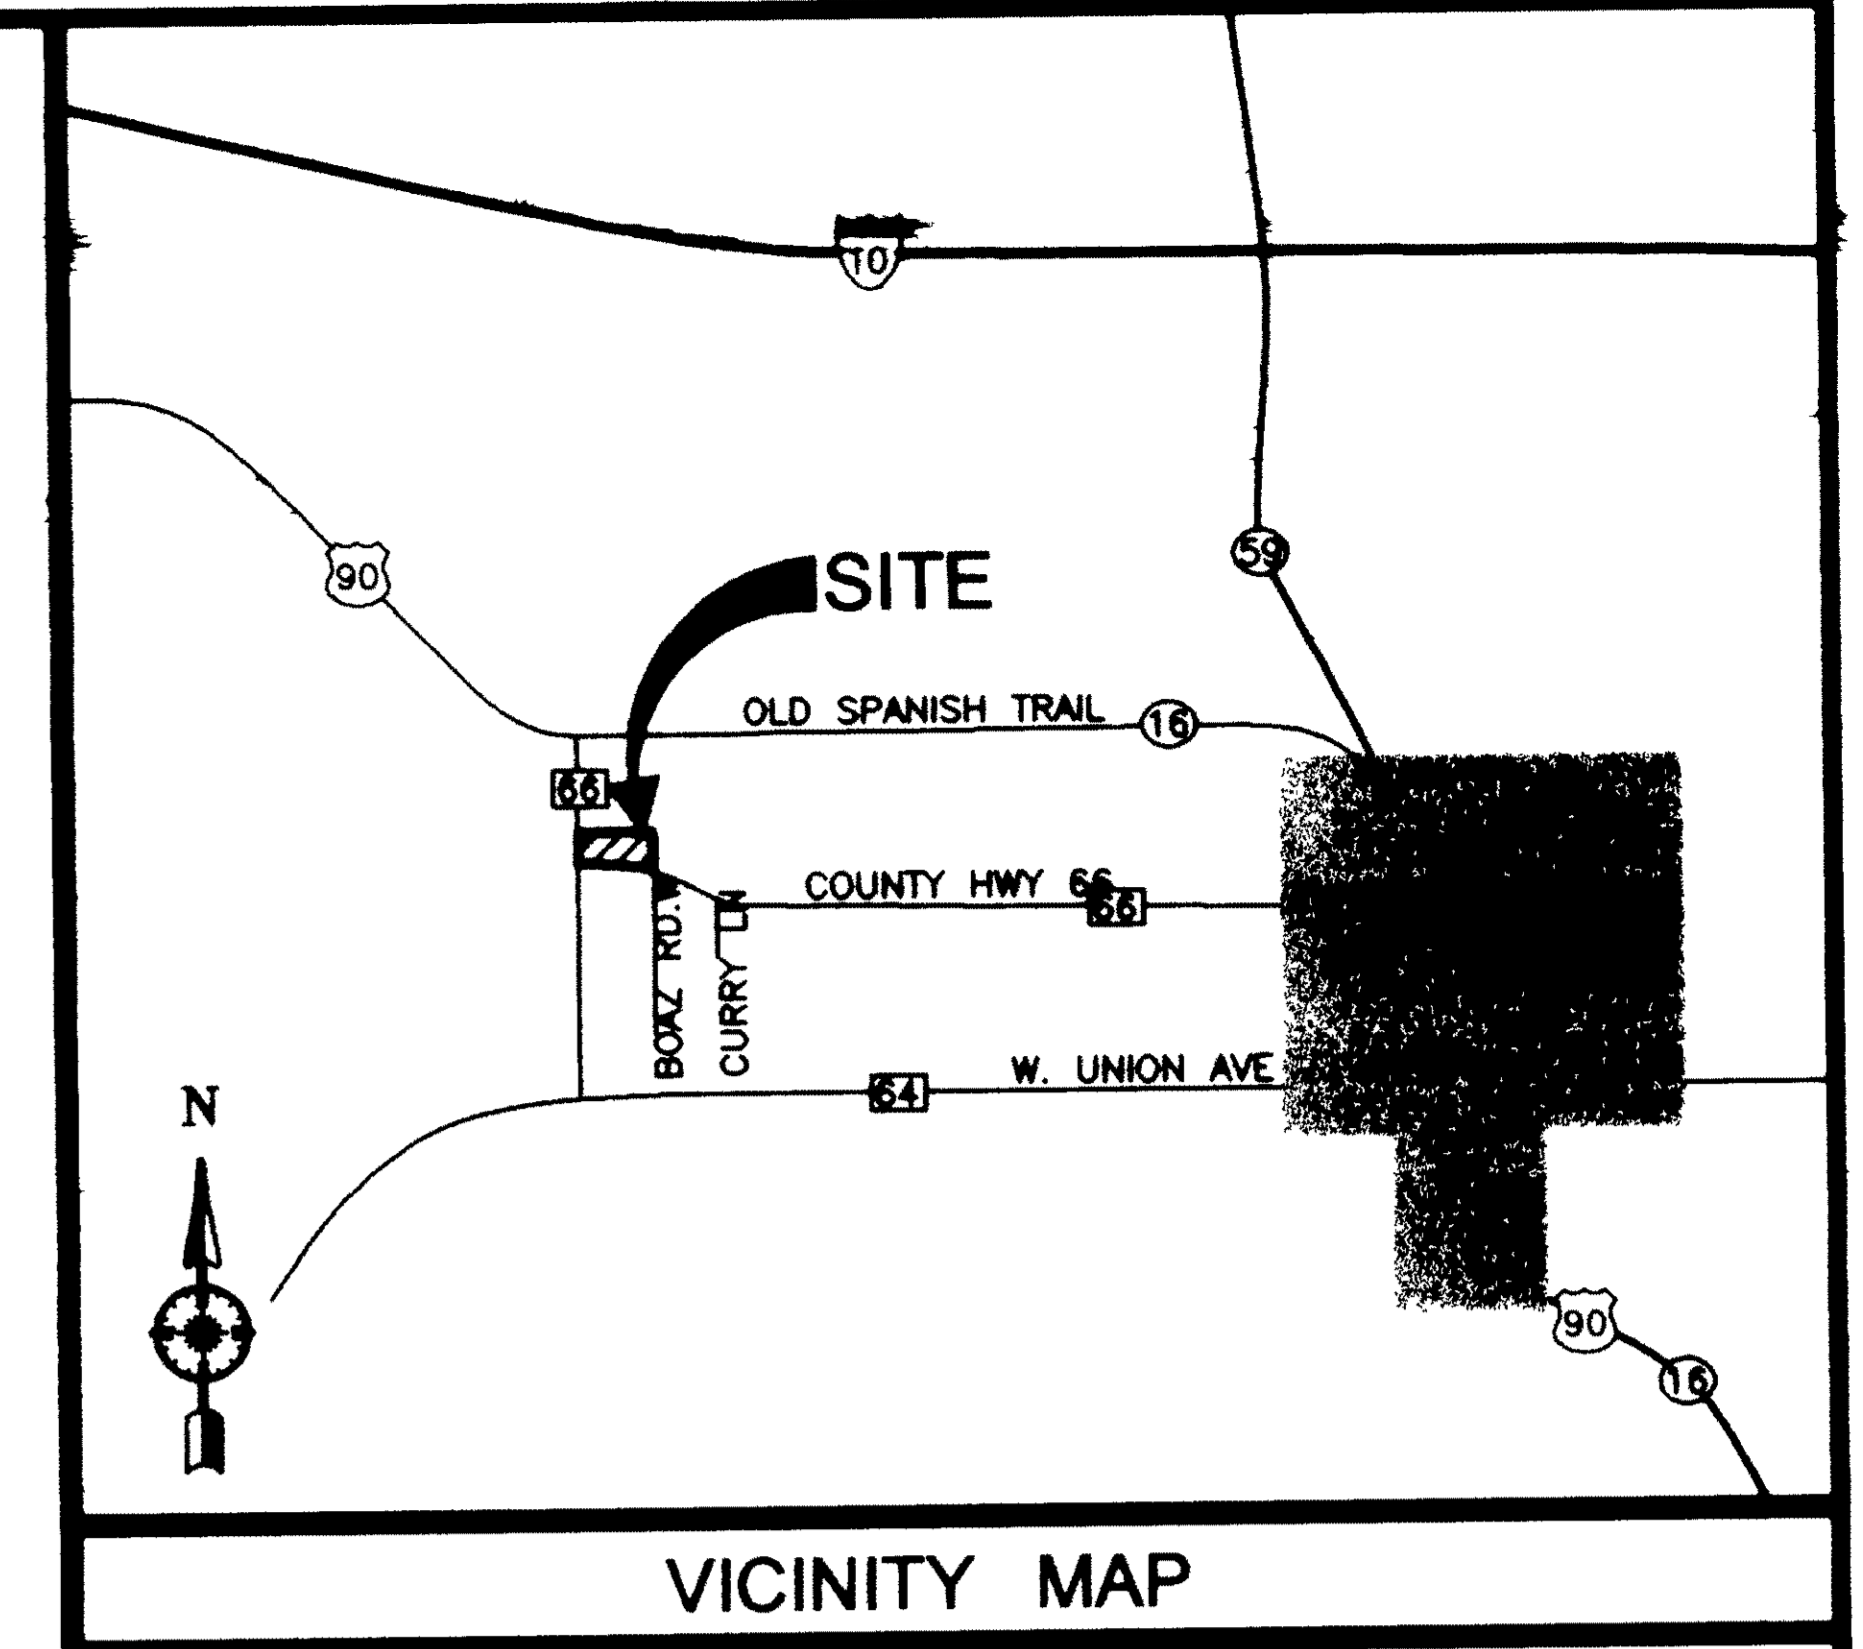 10
90
SITE
59
OLD SPANISH TRAIL
16
66
COUNTY HWY 66
66
BOAZ RD.
CURRY LN
W. UNION AVE
64
N
90
16
VICINITY MAP